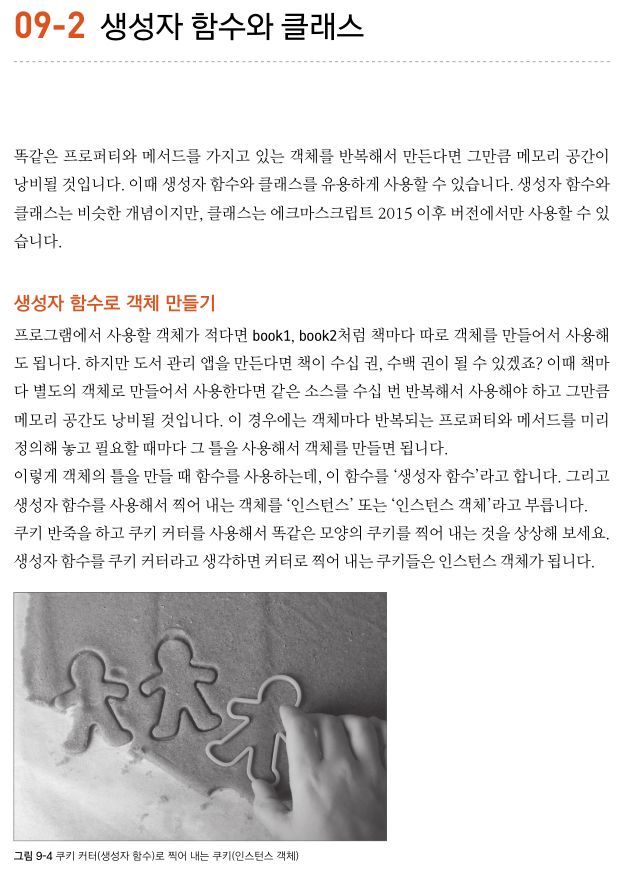 09-2 생성자 함수와 클래스
똑같은 프로퍼티와 메서드를 가지고 있는 객체를 반복해서 만든다면 그만큼 메모리 공간이
낭비될 것입니다. 이때 생성자 함수와 클래스를 유용하게 사용할 수 있습니다. 생성자 함수와
클래스는 비슷한 개념이지만, 클래스는 에크마스크립트 2015 이후 버전에서만 사용할 수 있
습니다.
생성자 함수로 객체 만들기
프로그램에서 사용할 객체가 적다면 book1, book2처럼 책마다 따로 객체를 만들어서 사용해
도 됩니다. 하지만 도서 관리 앱을 만든다면 책이 수십 권, 수백 권이 될 수 있겠죠? 이때 책마
다 별도의 객체로 만들어서 사용한다면 같은 소스를 수십 번 반복해서 사용해야 하고 그만큼
메모리 공간도 낭비될 것입니다. 이 경우에는 객체마다 반복되는 프로퍼티와 메서드를 미리
정의해 놓고 필요할 때마다 그 틀을 사용해서 객체를 만들면 됩니다.
이렇게 객체의 틀을 만들 때 함수를 사용하는데, 이 함수를 ‘생성자 함수’라고 합니다. 그리고
생성자 함수를 사용해서 찍어 내는 객체를 ‘인스턴스’ 또는 ‘인스턴스 객체’라고 부릅니다.
쿠키 반죽을 하고 쿠키 커터를 사용해서 똑같은 모양의 쿠키를 찍어 내는 것을 상상해 보세요.
생성자 함수를 쿠키 커터라고 생각하면 커터로 찍어 내는 쿠키들은 인스턴스 객체가 됩니다.
그림 9-4 쿠키 커터(생성자 함수)로 찍어 내는 쿠키(인스턴스 객체)